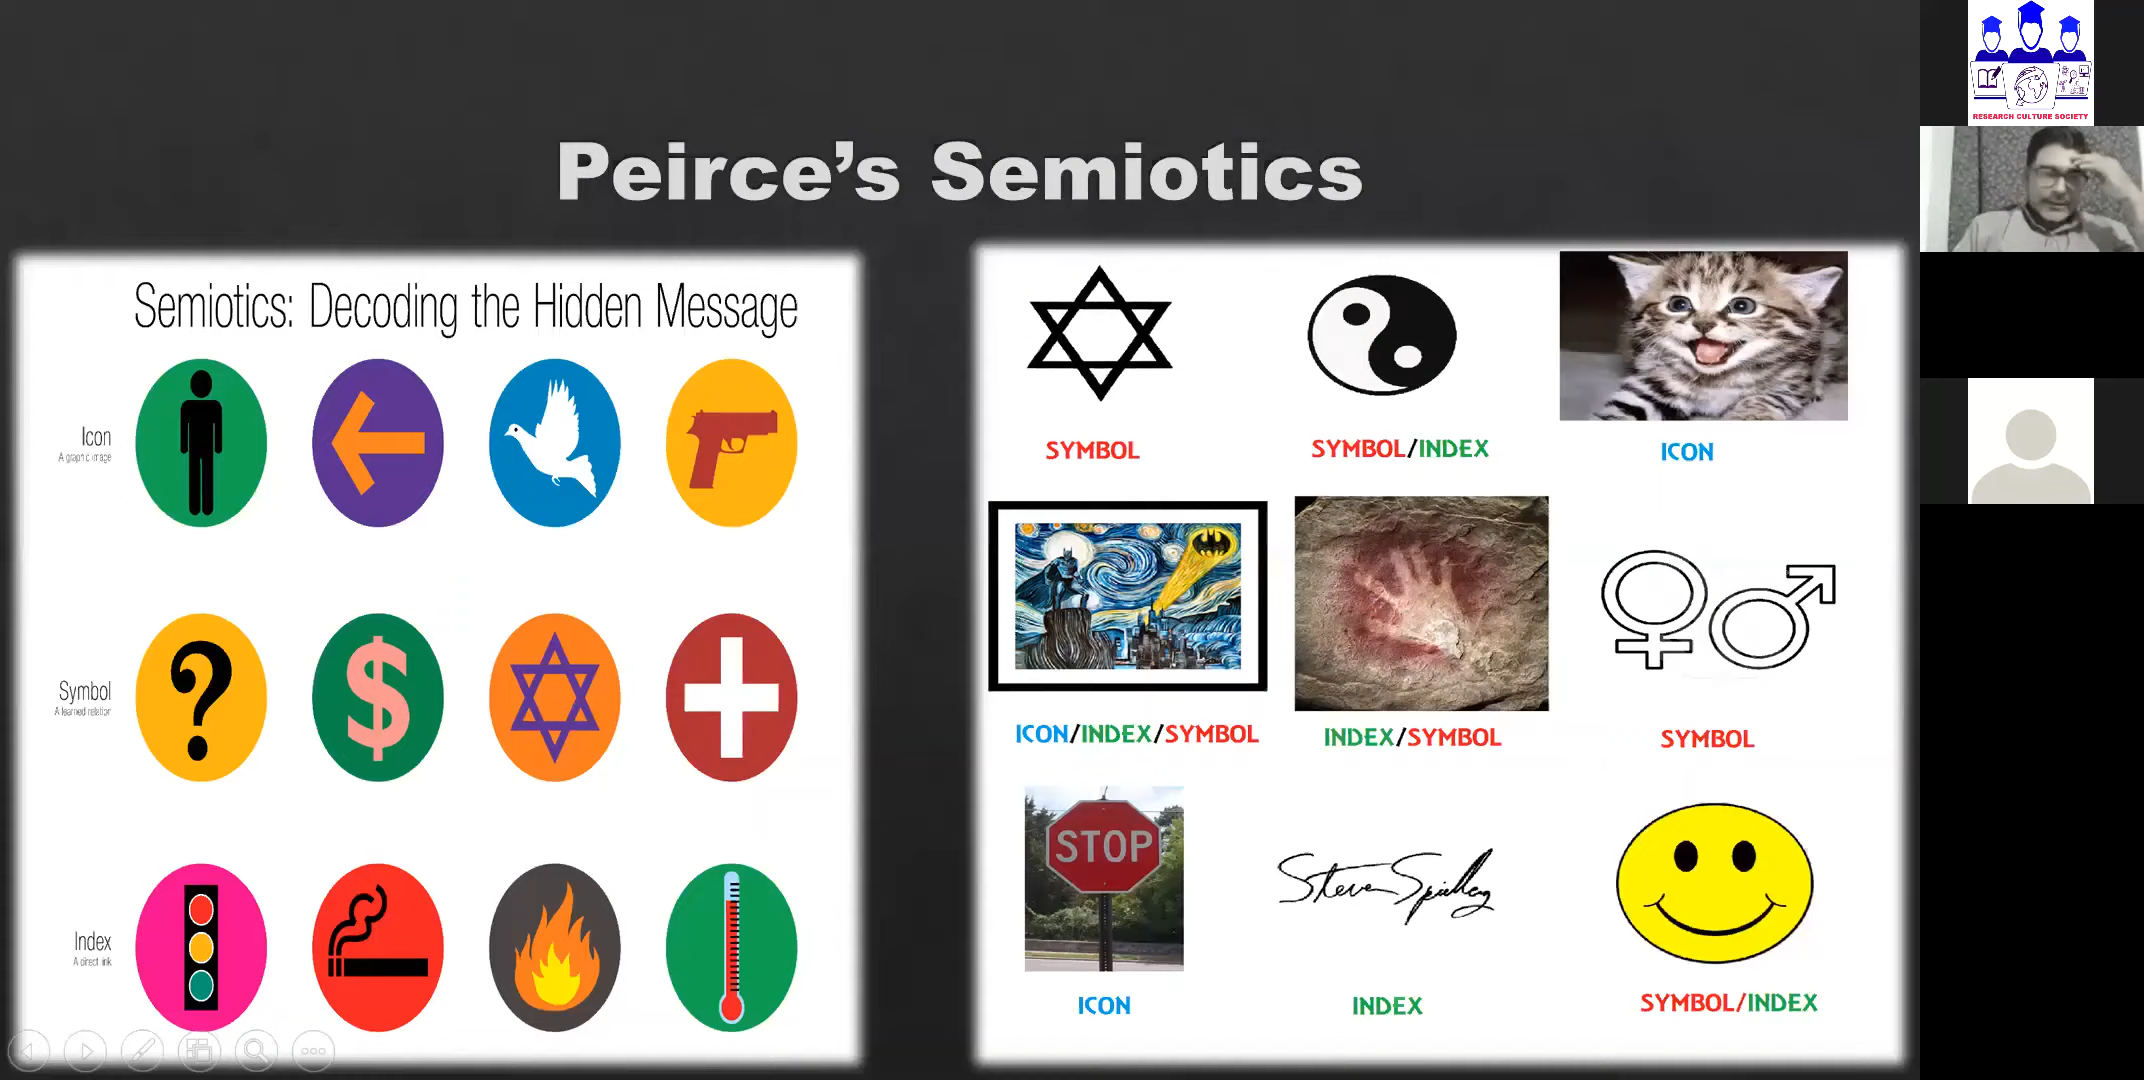 Peirce's Semiotics
Semiotics: Decoding the Hidden Message
Icon
A graphic image
Symbol
A learned relation
Index
A direct link
SYMBOL
SYMBOL/INDEX
ICON
ICON/INDEX/SYMBOL
INDEX/SYMBOL
SYMBOL
STOP
ICON
INDEX
SYMBOL/INDEX
RESEARCH CULTURE SOCIETY